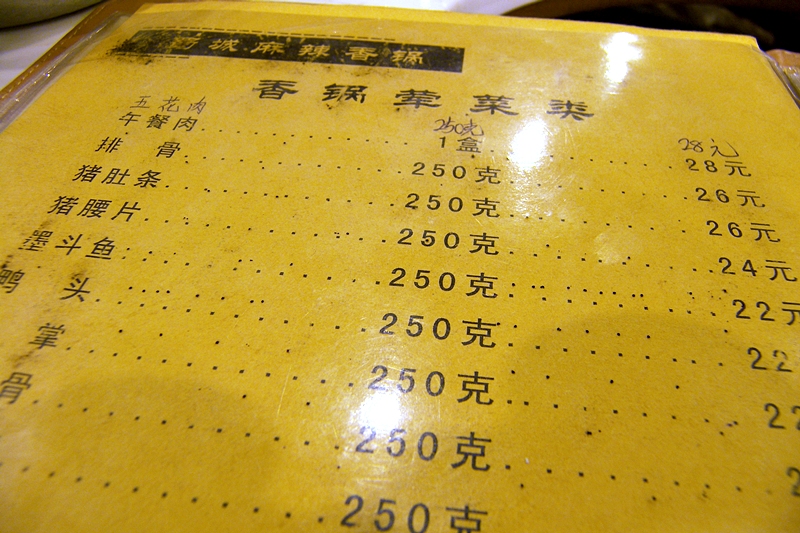 蜀城麻辣香锅
香锅荤菜类
五花肉 250克 28元
午餐肉 1盒 28元
排骨 250克 26元
猪肚条 250克 26元
猪腰片 250克 24元
墨斗鱼 250克 22元
鸭头 250克 22
掌 250克 22
骨 250克 2
250克